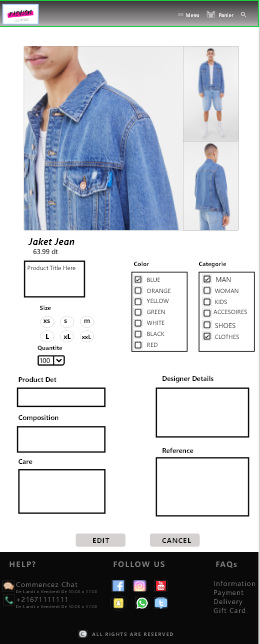 Menu Panier
Jaket Jean
63.99 dt
Product Title Here
Size
xs s m
L xL xxL
Quantite
100
Color
BLUE
ORANGE
YELLOW
GREEN
WHITE
BLACK
RED
Categorie
MAN
WOMAN
KIDS
ACCESOIRES
SHOES
CLOTHES
Product Det
Composition
Care
Designer Details
Reference
EDIT CANCEL
HELP?
Commencez Chat
De Lundi à Vendredi De 10:00 à 17:00
+21671111111
De Lundi à Vendredi De 10:00 à 17:00
FOLLOW US
FAQs
Information
Payment
Delivery
Gift Card
ALL RIGHTS ARE RESERVED